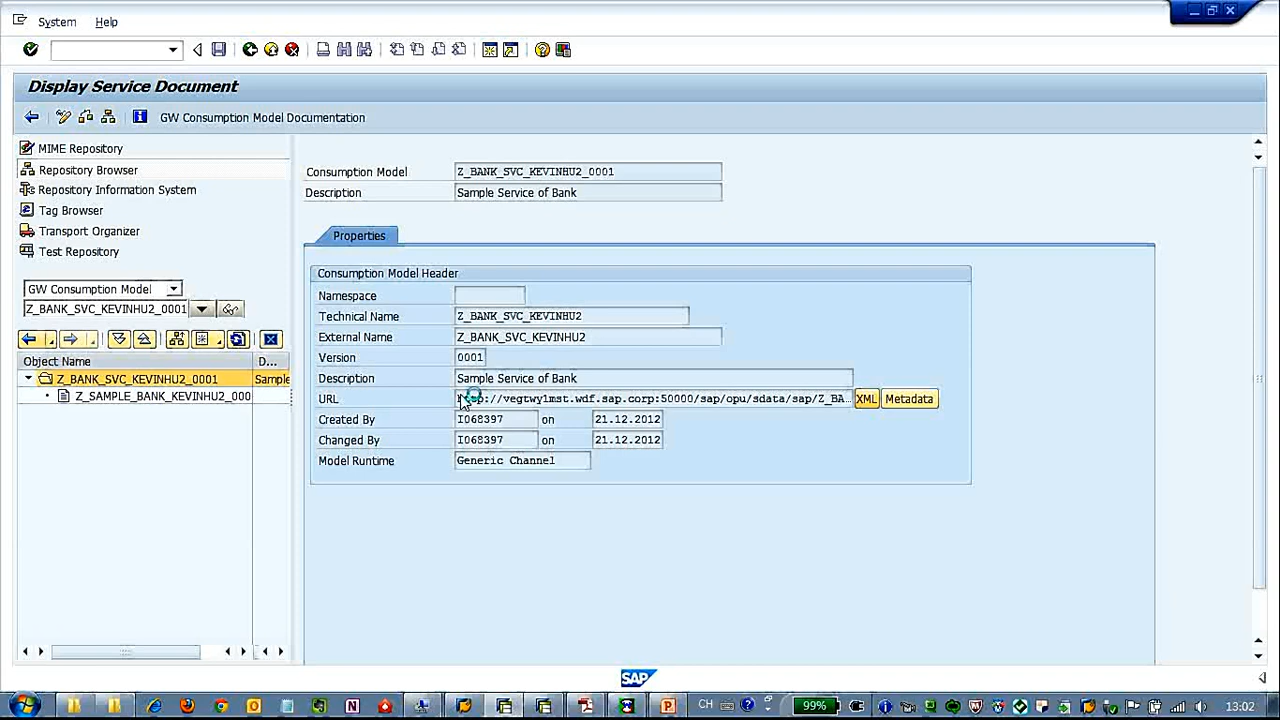 System Help
Display Service Document
GW Consumption Model Documentation
MIME Repository
Repository Browser
Repository Information System
Tag Browser
Transport Organizer
Test Repository
GW Consumption Model
Z_BANK_SVC_KEVINHU2_0001
Object Name D...
Z_BANK_SVC_KEVINHU2_0001 Sample
Z_SAMPLE_BANK_KEVINHU2_000
Consumption Model Z_BANK_SVC_KEVINHU2_0001
Description Sample Service of Bank
Properties
Consumption Model Header
Namespace
Technical Name Z_BANK_SVC_KEVINHU2
External Name Z_BANK_SVC_KEVINHU2
Version 0001
Description Sample Service of Bank
URL http://vegtwylmst.wdf.sap.corp:50000/sap/opu/sdata/sap/Z_BA... XML Metadata
Created By I068397 on 21.12.2012
Changed By I068397 on 21.12.2012
Model Runtime Generic Channel
SAP
CH 99% 13:02